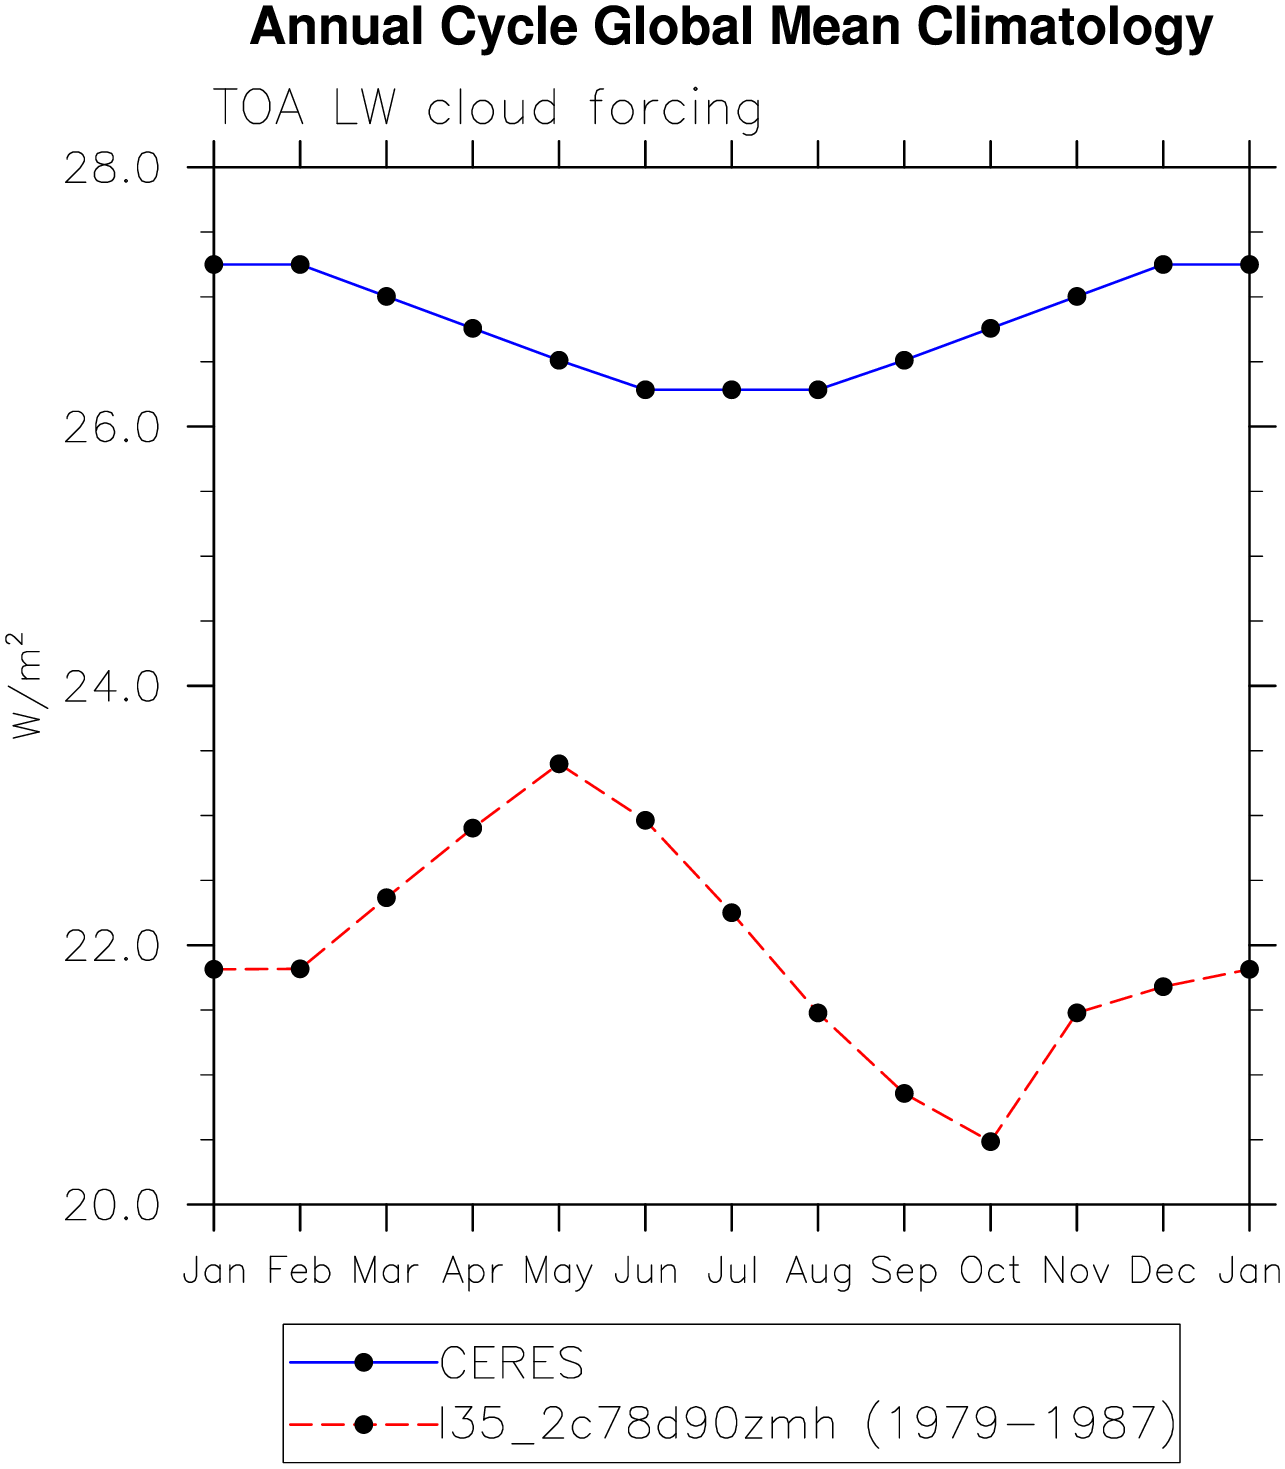 Annual Cycle Global Mean Climatology
TOA LW cloud forcing
28.0
26.0
24.0
22.0
20.0
W/m²
Jan Feb Mar Apr May Jun Jul Aug Sep Oct Nov Dec Jan
CERES
I35_2c78d90zmh (1979-1987)